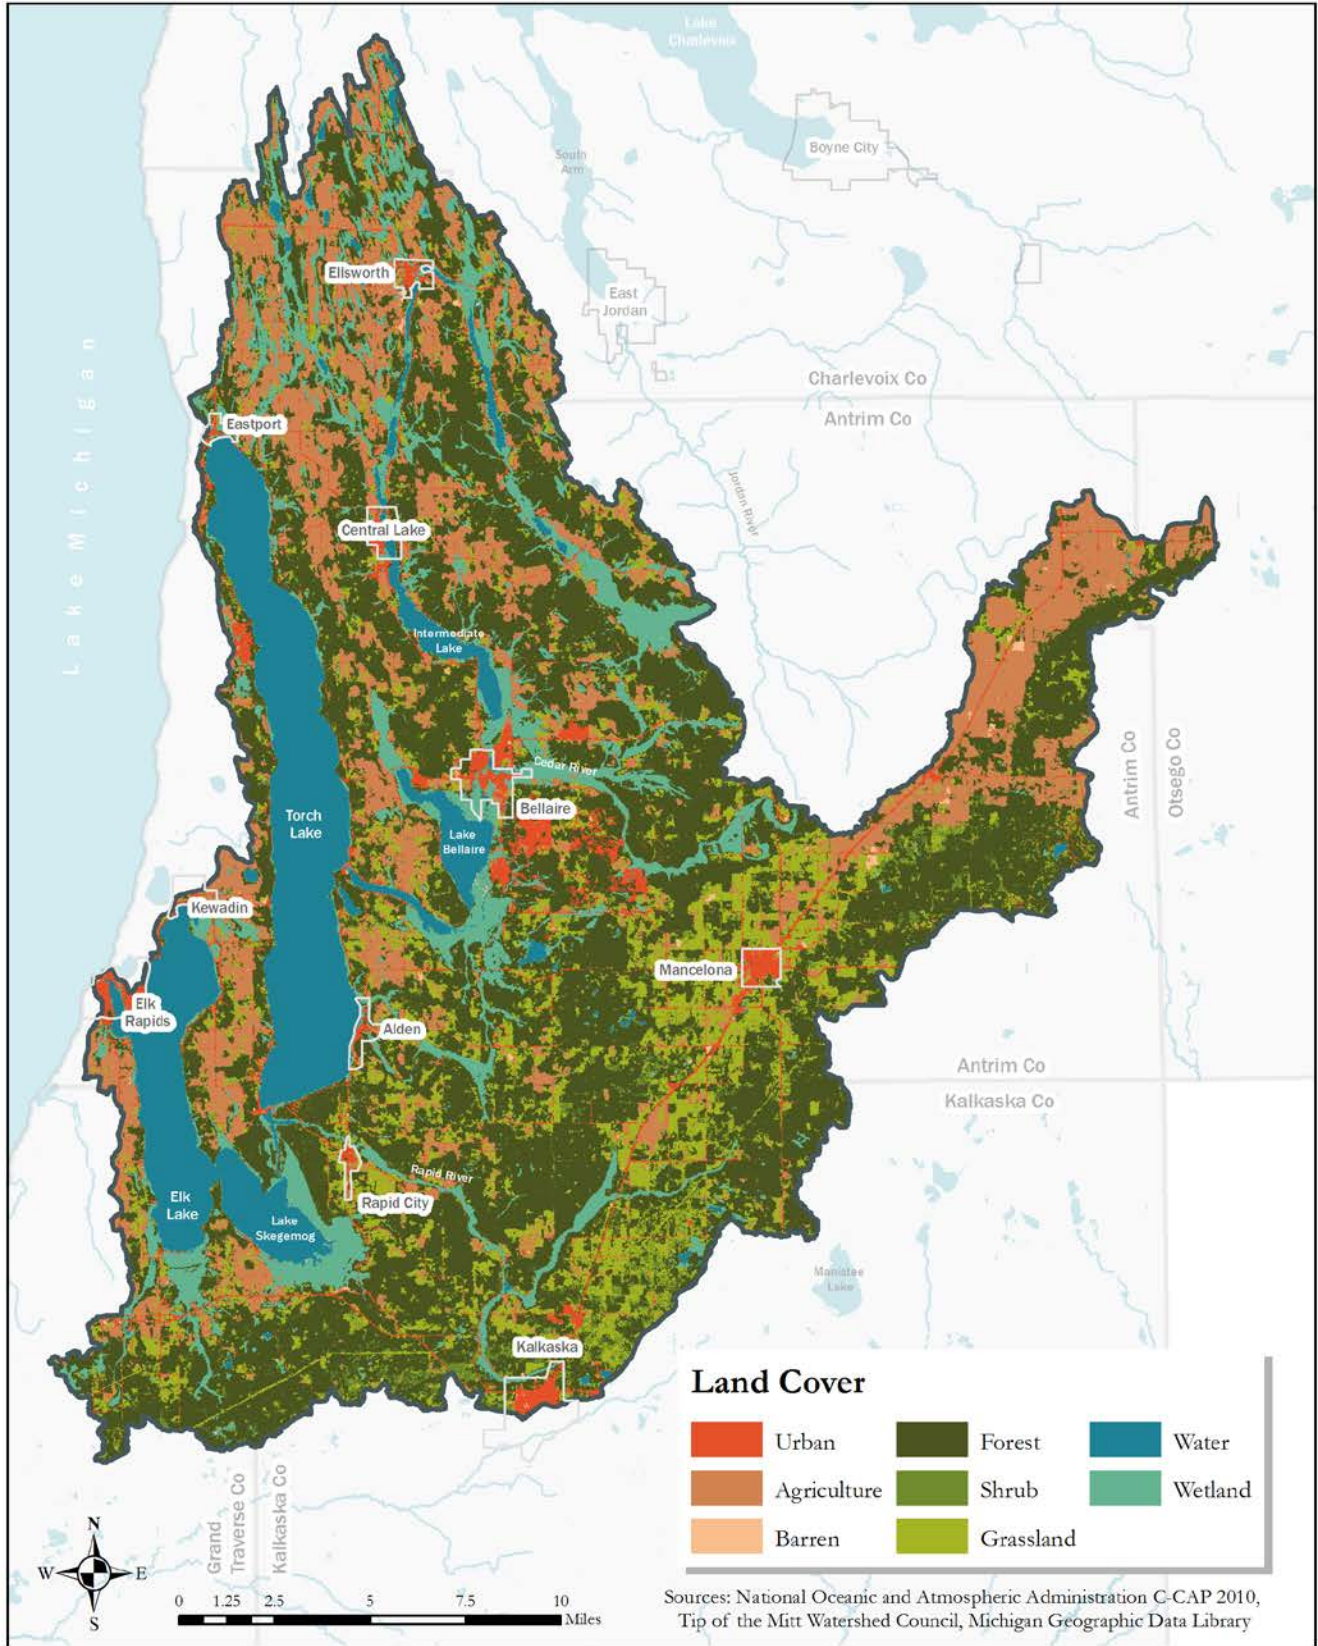 Lake
Charlevoix
Boyne City
South
Arm
Ellsworth
East
Jordan
Lake Michigan
Charlevoix Co
Antrim Co
Eastport
Jordan River
Central Lake
Intermediate
Lake
Antrim Co
Otsego Co
Cedar River
Bellaire
Torch
Lake
Lake
Bellaire
Kewadin
Mancelona
Elk
Rapids
Alden
Antrim Co
Kalkaska Co
Rapid River
Rapid City
Elk
Lake
Lake
Skegemog
Manistee
Lake
Kalkaska
Land Cover
Urban
Forest
Water
Agriculture
Shrub
Wetland
Barren
Grassland
Grand
Traverse Co
Kalkaska Co
N
W
E
S
0 1.25 2.5 5 7.5 10
Miles
Sources: National Oceanic and Atmospheric Administration C-CAP 2010,
Tip of the Mitt Watershed Council, Michigan Geographic Data Library